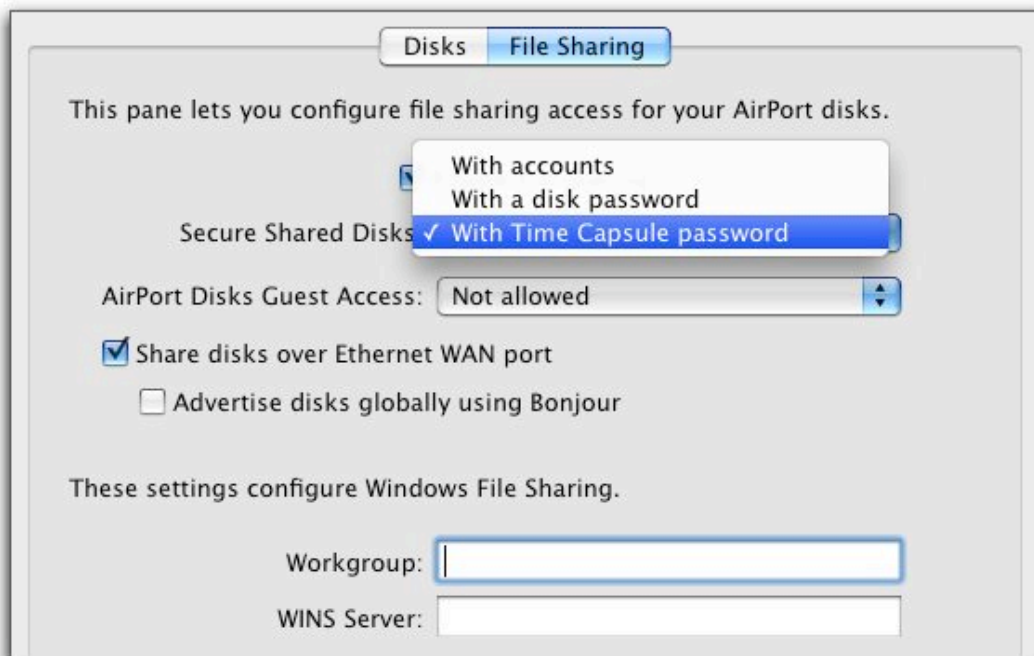 Disks File Sharing
This pane lets you configure file sharing access for your AirPort disks.
With accounts
With a disk password
Secure Shared Disks ✓ With Time Capsule password
AirPort Disks Guest Access: Not allowed
Share disks over Ethernet WAN port
Advertise disks globally using Bonjour
These settings configure Windows File Sharing.
Workgroup:
WINS Server: